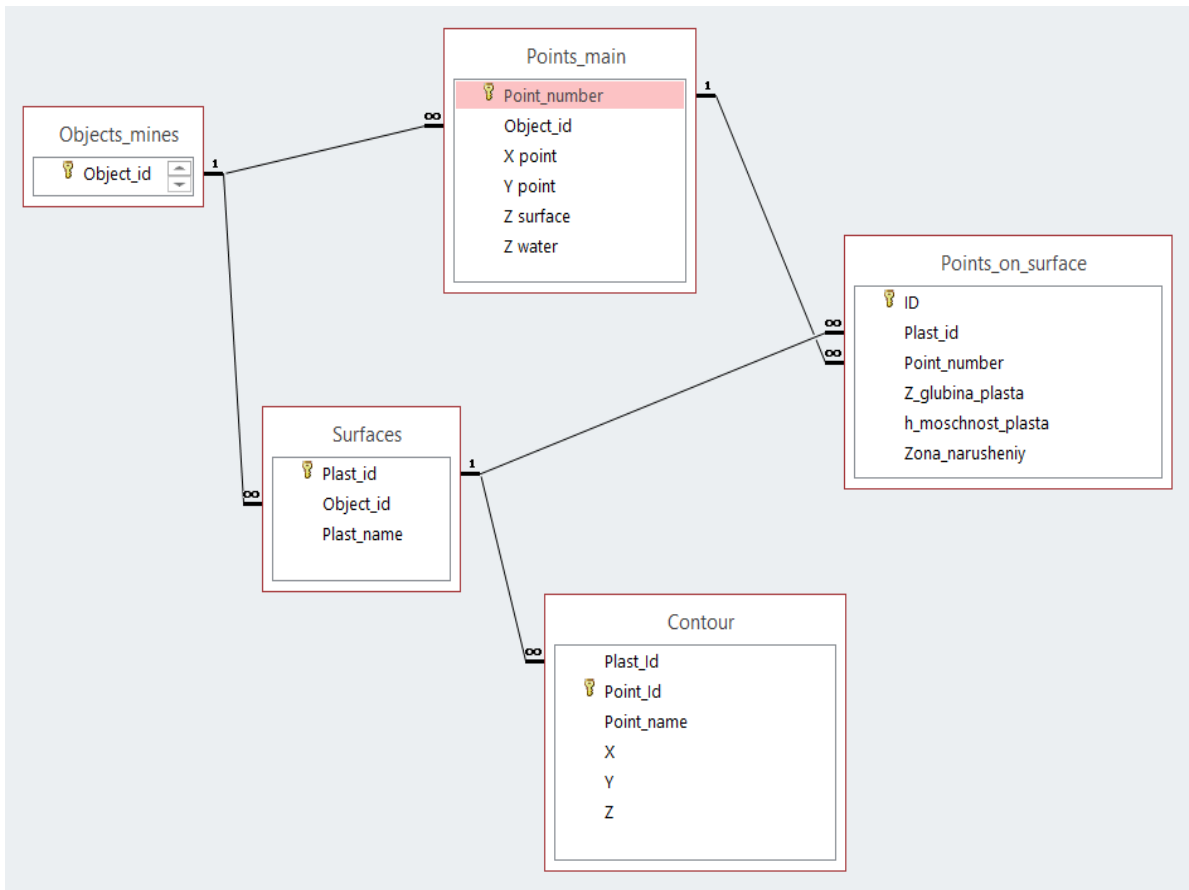 Objects_mines
Object_id
1
∞
Points_main
Point_number
Object_id
X point
Y point
Z surface
Z water
1
∞
Surfaces
Plast_id
Object_id
Plast_name
1
∞
∞
Points_on_surface
ID
Plast_id
Point_number
Z_glubina_plasta
h_moschnost_plasta
Zona_narusheniy
∞
Contour
Plast_Id
Point_Id
Point_name
X
Y
Z